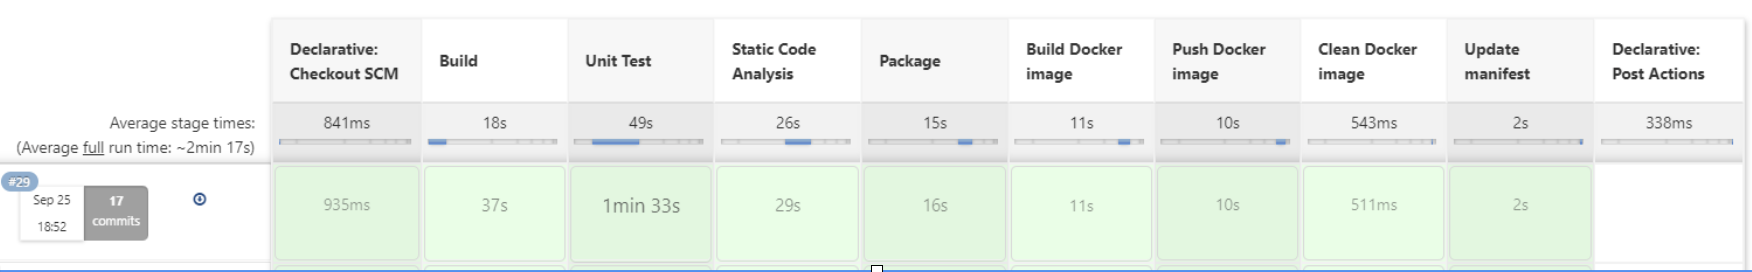 Declarative: Checkout SCM
Build
Unit Test
Static Code Analysis
Package
Build Docker image
Push Docker image
Clean Docker image
Update manifest
Declarative: Post Actions
Average stage times:
(Average full run time: ~2min 17s)
841ms
18s
49s
26s
15s
11s
10s
543ms
2s
338ms
#29
Sep 25
18:52
17
commits
935ms
37s
1min 33s
29s
16s
11s
10s
511ms
2s